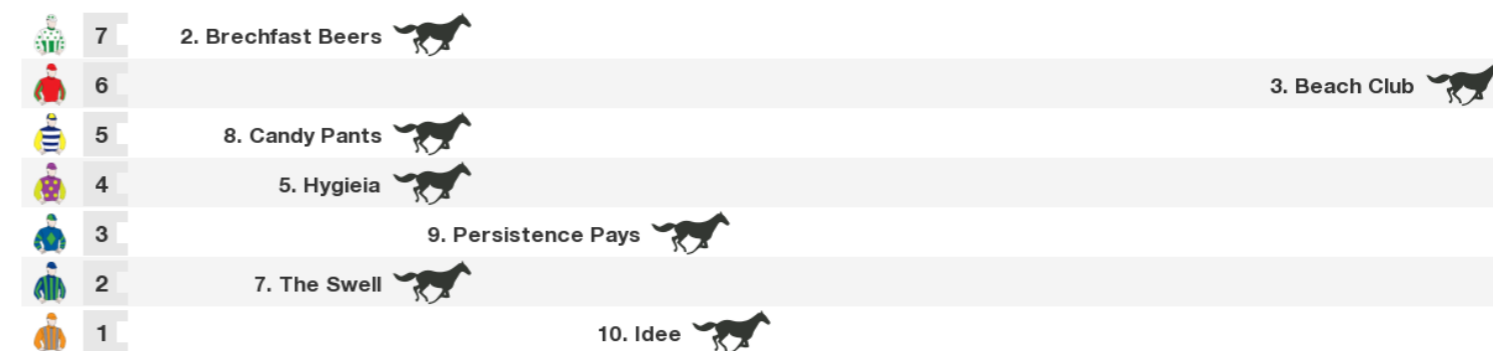 7 2. Brechfast Beers
6 3. Beach Club
5 8. Candy Pants
4 5. Hygieia
3 9. Persistence Pays
2 7. The Swell
1 10. Idee